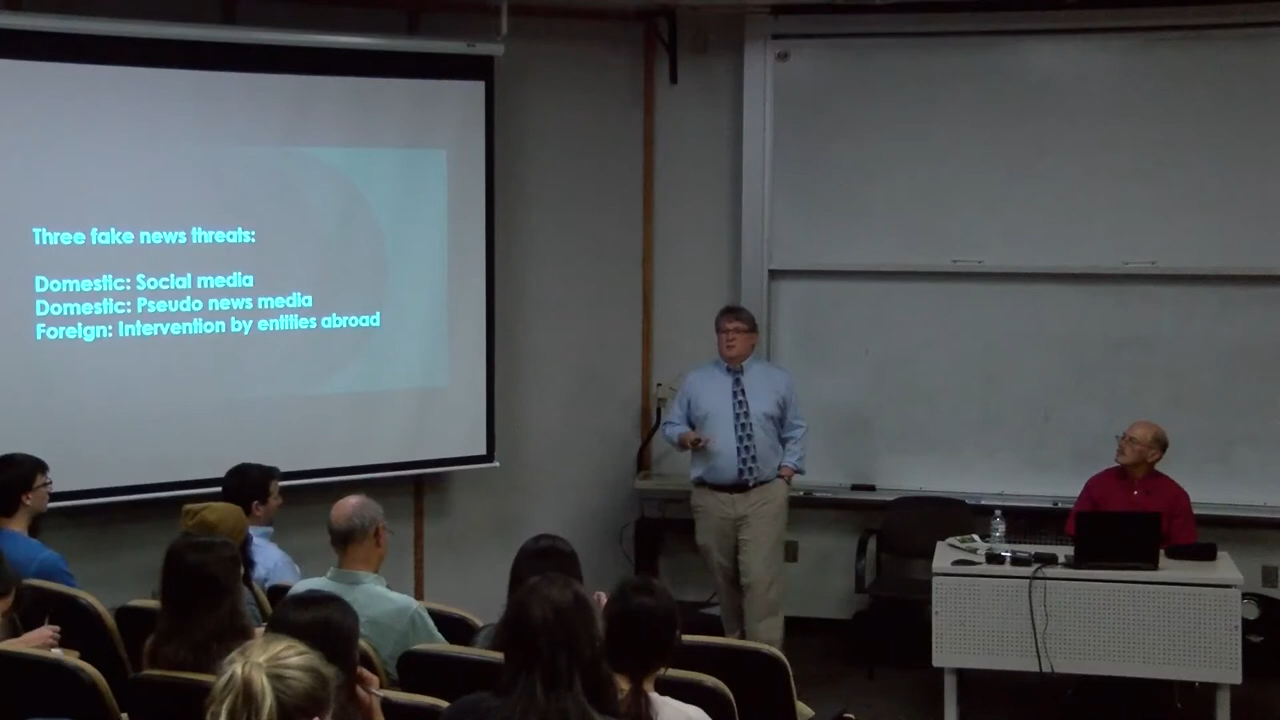 Three fake news threats:
Domestic: Social media
Domestic: Pseudo news media
Foreign: Intervention by entities abroad